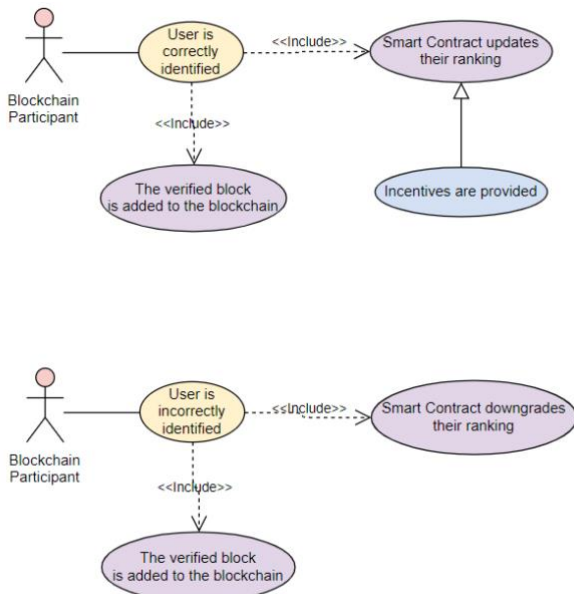 User is
correctly
identified
<<Include>>
Smart Contract updates
their ranking
Blockchain
Participant
<<Include>>
The verified block
is added to the blockchain
Incentives are provided
User is
incorrectly
identified
<<Include>>
Smart Contract downgrades
their ranking
Blockchain
Participant
<<Include>>
The verified block
is added to the blockchain